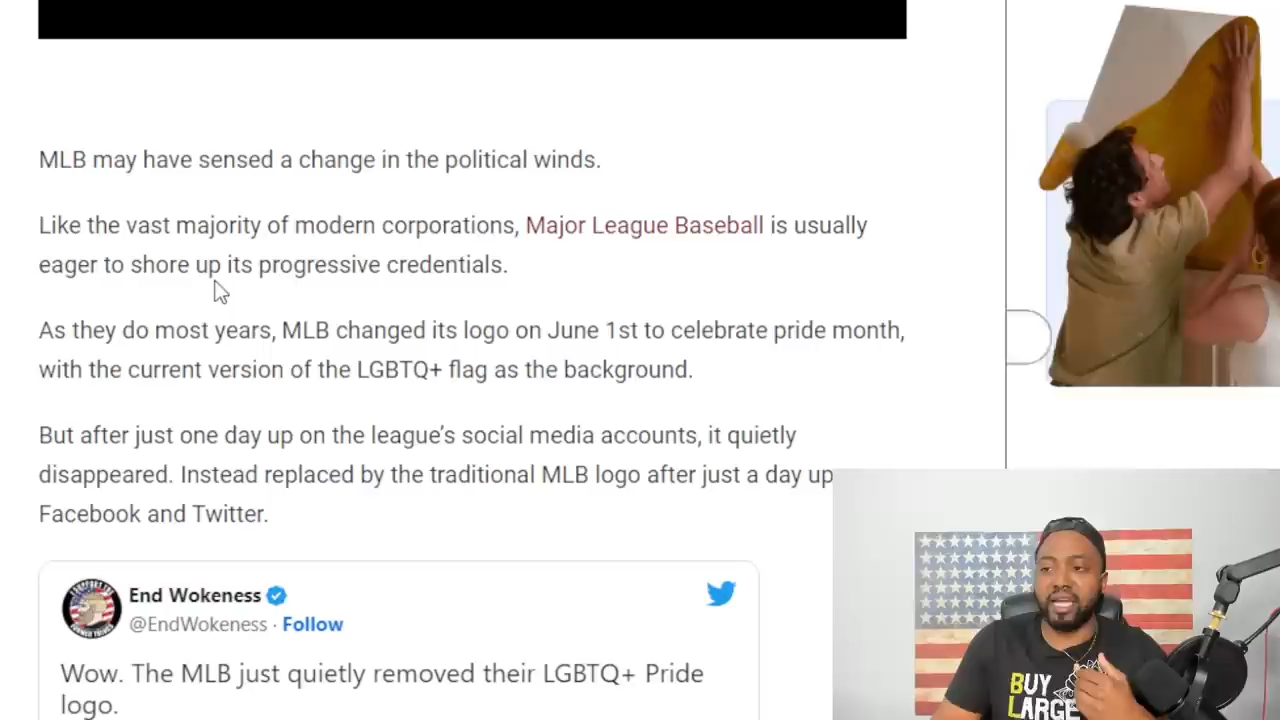 MLB may have sensed a change in the political winds.
Like the vast majority of modern corporations, Major League Baseball is usually
eager to shore up its progressive credentials.
As they do most years, MLB changed its logo on June 1st to celebrate pride month,
with the current version of the LGBTQ+ flag as the background.
But after just one day up on the league's social media accounts, it quietly
disappeared. Instead replaced by the traditional MLB logo after just a day up
Facebook and Twitter.
End Wokeness
@EndWokeness · Follow
Wow. The MLB just quietly removed their LGBTQ+ Pride
logo.
BUY
LARGE